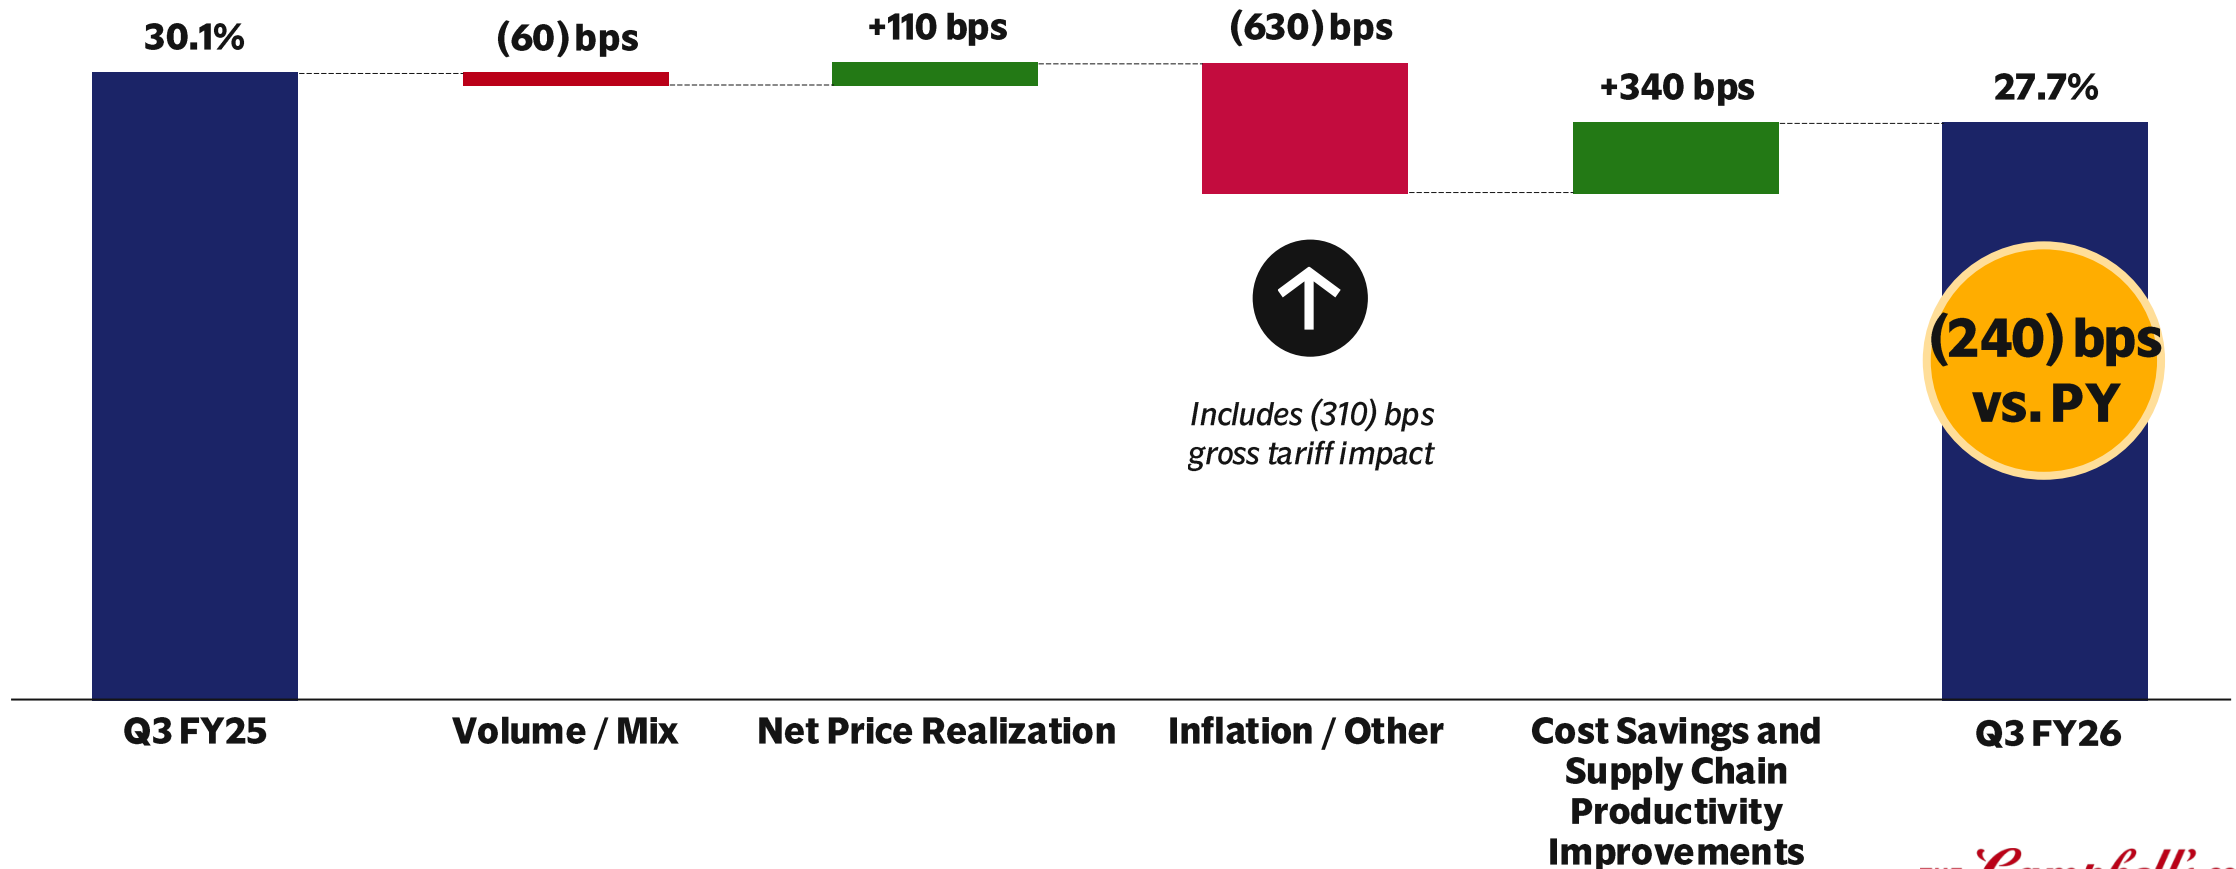 30.1%
(60) bps
+110 bps
(630) bps
+340 bps
27.7%
Includes (310) bps
gross tariff impact
(240) bps
vs. PY
Q3 FY25
Volume / Mix
Net Price Realization
Inflation / Other
Cost Savings and
Supply Chain
Productivity
Improvements
Q3 FY26
THE Campbell's